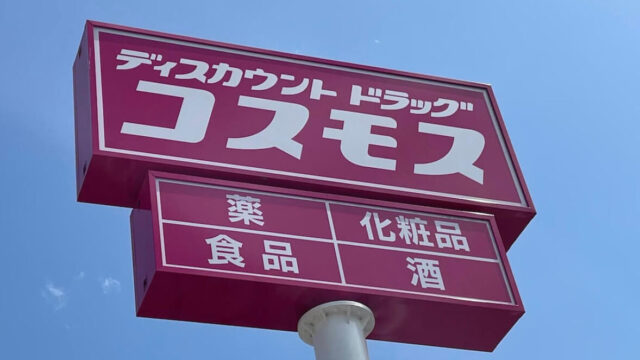 ディスカウント ドラッグ
コスモス
薬 化粧品
食品 酒